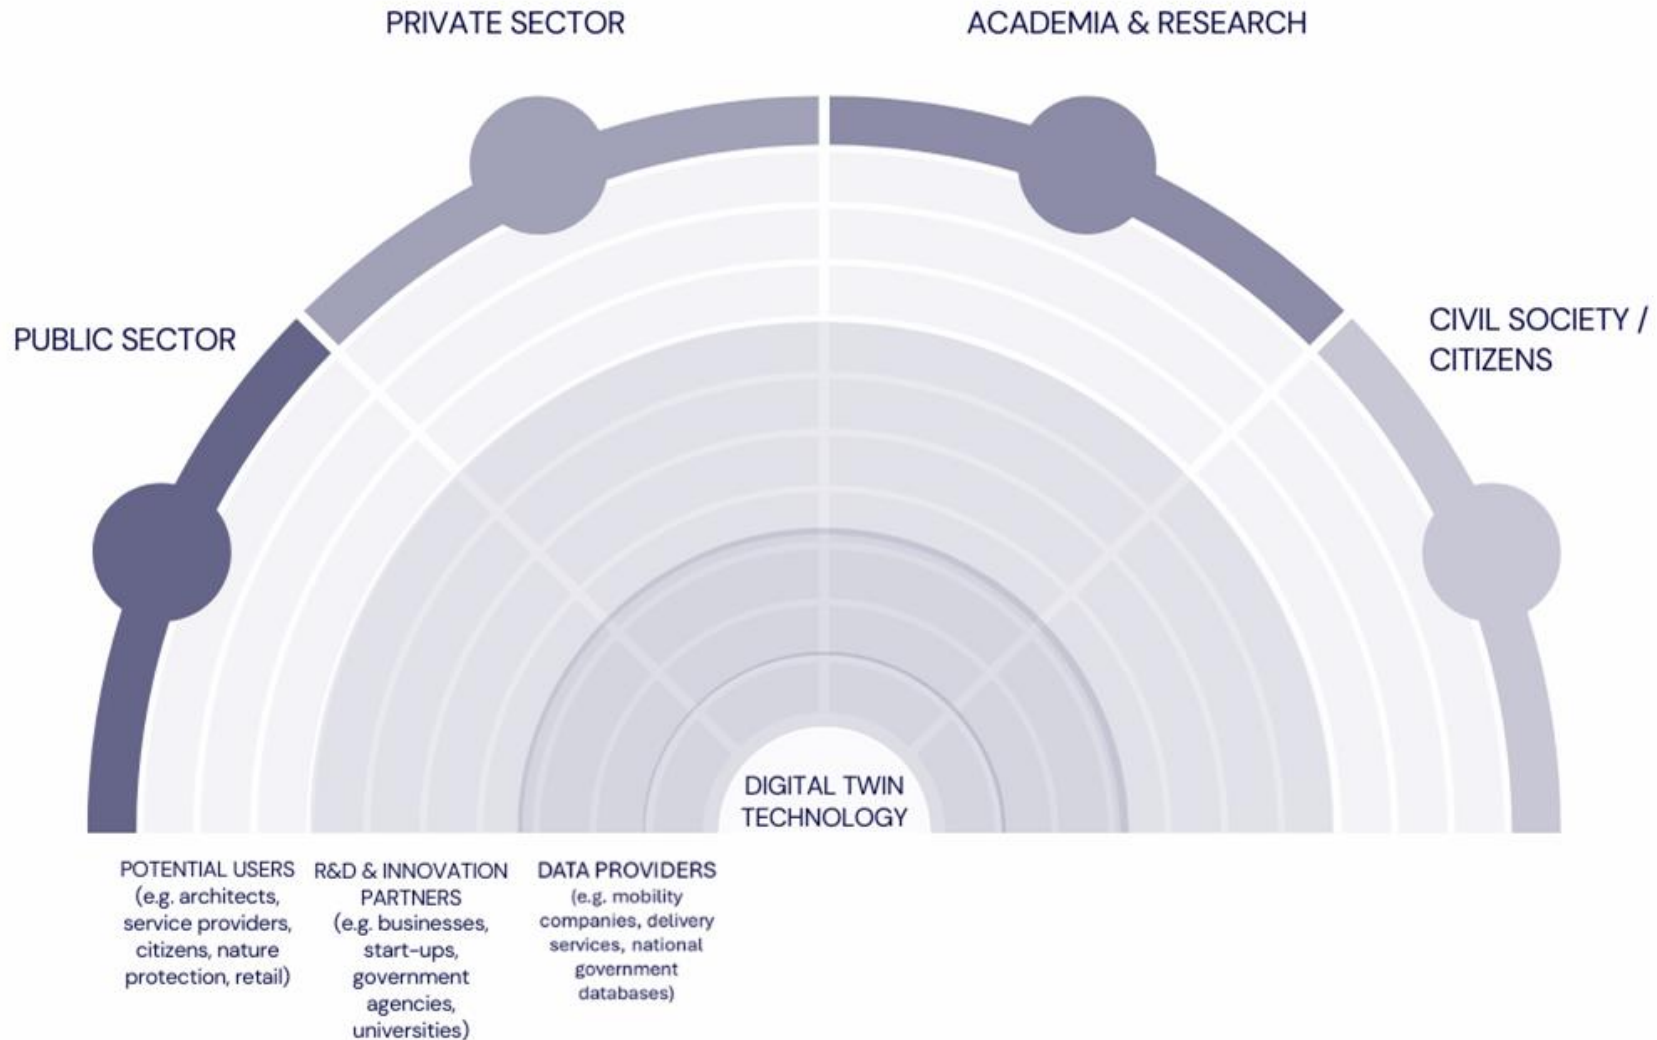 PRIVATE SECTOR
ACADEMIA & RESEARCH
PUBLIC SECTOR
CIVIL SOCIETY /
CITIZENS
DIGITAL TWIN
TECHNOLOGY
POTENTIAL USERS
(e.g. architects,
service providers,
citizens, nature
protection, retail)
R&D & INNOVATION
PARTNERS
(e.g. businesses,
start-ups,
government
agencies,
universities)
DATA PROVIDERS
(e.g. mobility
companies, delivery
services, national
government
databases)